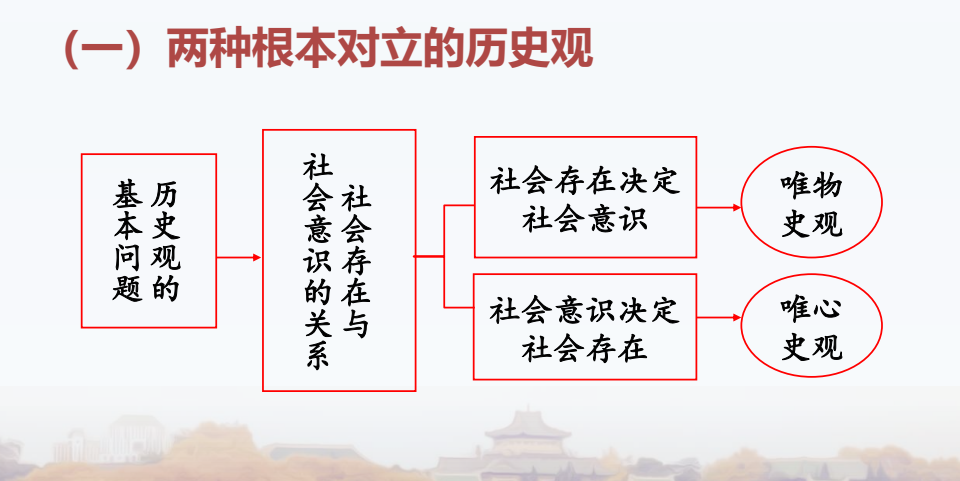 （一）两种根本对立的历史观
历史观的
基本问题
社会存在与
社会意识的关系
社会存在决定
社会意识
唯物
史观
社会意识决定
社会存在
唯心
史观